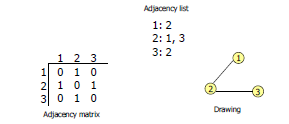 Adjacency list
1: 2
2: 1, 3
3: 2
1 2 3
1 0 1 0
2 1 0 1
3 0 1 0
Adjacency matrix
1
2
3
Drawing